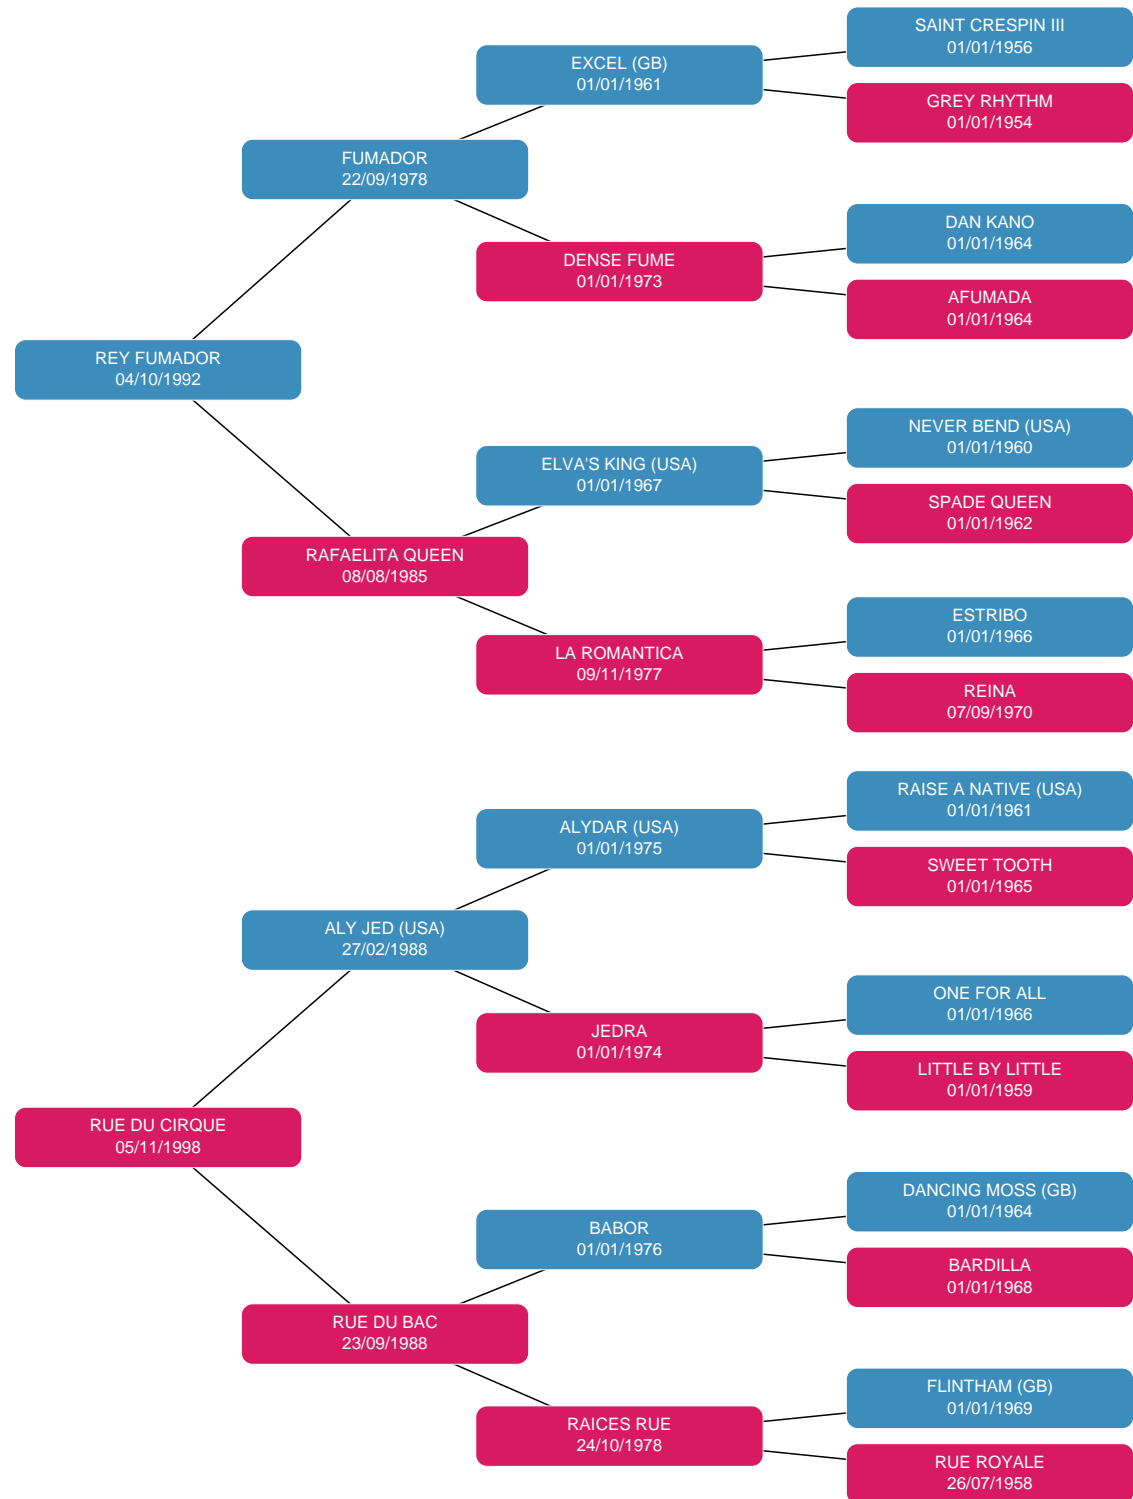 SAINT CRESPIN III
01/01/1956
EXCEL (GB)
01/01/1961
GREY RHYTHM
01/01/1954
FUMADOR
22/09/1978
DAN KANO
01/01/1964
DENSE FUME
01/01/1973
AFUMADA
01/01/1964
REY FUMADOR
04/10/1992
NEVER BEND (USA)
01/01/1960
ELVA'S KING (USA)
01/01/1967
SPADE QUEEN
01/01/1962
RAFAELITA QUEEN
08/08/1985
ESTRIBO
01/01/1966
LA ROMANTICA
09/11/1977
REINA
07/09/1970
RAISE A NATIVE (USA)
01/01/1961
ALYDAR (USA)
01/01/1975
SWEET TOOTH
01/01/1965
ALY JED (USA)
27/02/1988
ONE FOR ALL
01/01/1966
JEDRA
01/01/1974
LITTLE BY LITTLE
01/01/1959
RUE DU CIRQUE
05/11/1998
DANCING MOSS (GB)
01/01/1964
BABOR
01/01/1976
BARDILLA
01/01/1968
RUE DU BAC
23/09/1988
FLINTHAM (GB)
01/01/1969
RAICES RUE
24/10/1978
RUE ROYALE
26/07/1958